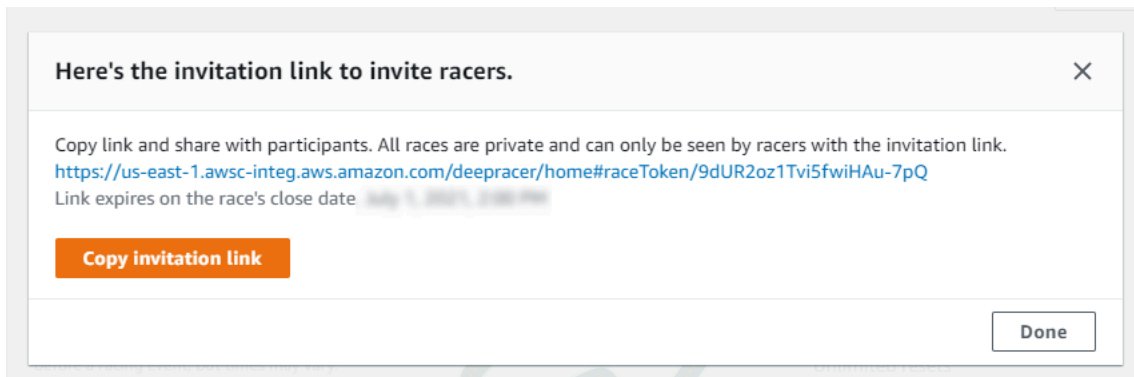 Here's the invitation link to invite racers.
Copy link and share with participants. All races are private and can only be seen by racers with the invitation link.
https://us-east-1.awsc-integ.aws.amazon.com/deepracer/home#raceToken/9dUR2oz1Tvi5fwiHAu-7pQ
Link expires on the race's close date
Copy invitation link
Done